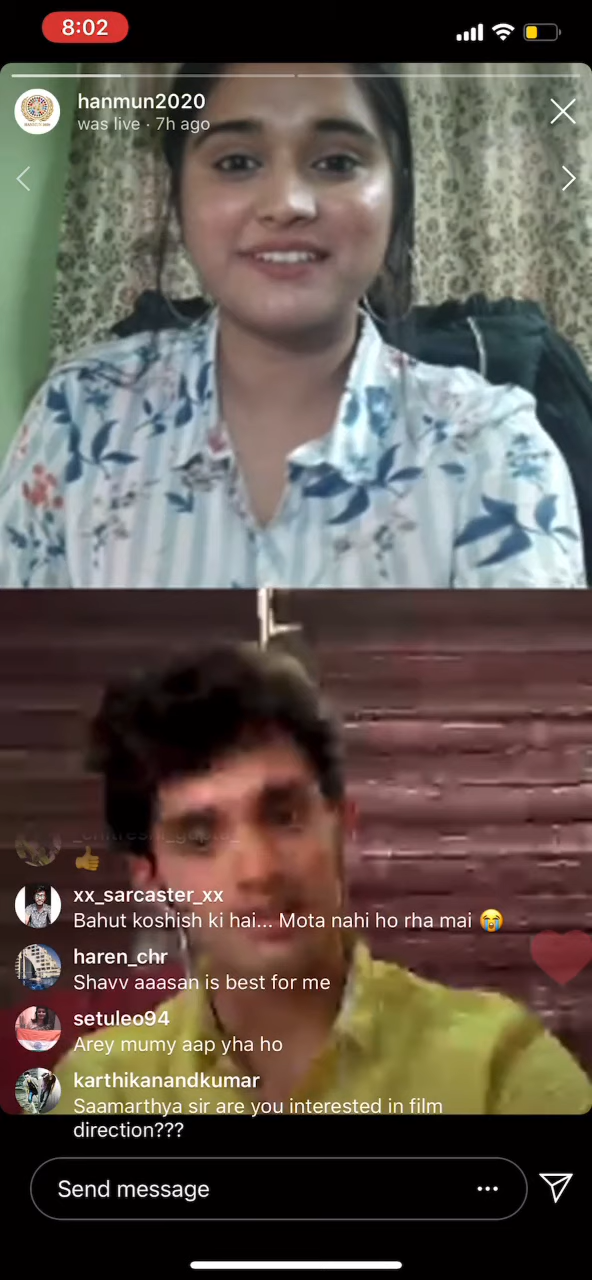 8:02
hanmun2020
was live · 7h ago
_chitresh_gupta_
👍
xx_sarcaster_xx
Bahut koshish ki hai... Mota nahi ho rha mai 😭
haren_chr
Shavv aaasan is best for me
setuleo94
Arey mumy aap yha ho
karthikanandkumar
Saamarthya sir are you interested in film
direction???
Send message